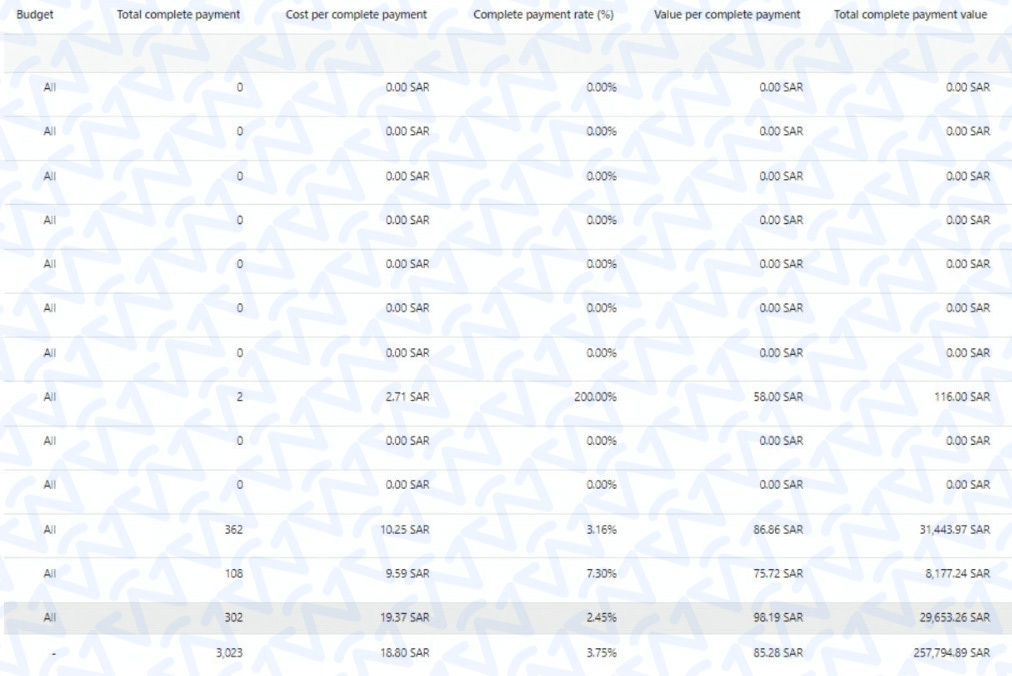 Budget Total complete payment Cost per complete payment Complete payment rate (%) Value per complete payment Total complete payment value
All 0 0.00 SAR 0.00% 0.00 SAR 0.00 SAR
All 0 0.00 SAR 0.00% 0.00 SAR 0.00 SAR
All 0 0.00 SAR 0.00% 0.00 SAR 0.00 SAR
All 0 0.00 SAR 0.00% 0.00 SAR 0.00 SAR
All 0 0.00 SAR 0.00% 0.00 SAR 0.00 SAR
All 0 0.00 SAR 0.00% 0.00 SAR 0.00 SAR
All 0 0.00 SAR 0.00% 0.00 SAR 0.00 SAR
All 2 2.71 SAR 200.00% 58.00 SAR 116.00 SAR
All 0 0.00 SAR 0.00% 0.00 SAR 0.00 SAR
All 0 0.00 SAR 0.00% 0.00 SAR 0.00 SAR
All 362 10.25 SAR 3.16% 86.86 SAR 31,443.97 SAR
All 108 9.59 SAR 7.30% 75.72 SAR 8,177.24 SAR
All 302 19.37 SAR 2.45% 98.19 SAR 29,653.26 SAR
- 3,023 18.80 SAR 3.75% 85.28 SAR 257,794.89 SAR